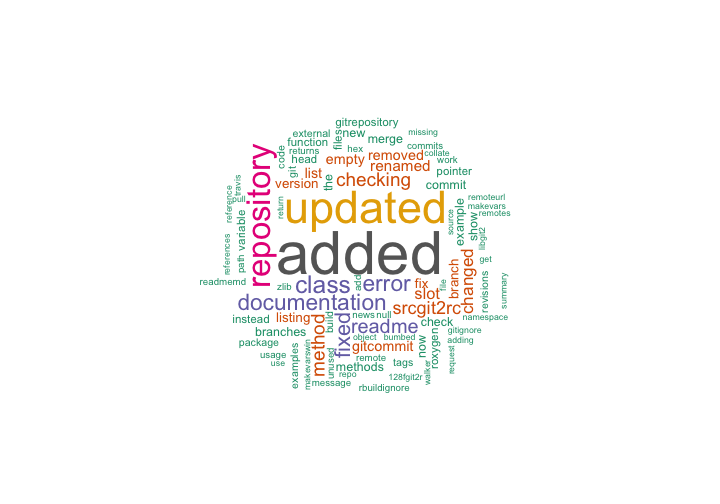 gitrepository
missing
external
new
files
merge
function
commits
returns
hex
code
head
empty
removed
collate
work
git
list
renamed
pointer
version
the
checking
commit
travis
pull
reference
return
repository
updated
added
source
example
show
remoteurl
makevars
remotes
libgit2
variable
path
references
readmemd
zlib
class
add
error
fix
slot
file
branch
changed
get
revisions
summary
documentation
srcgit2rc
namespace
instead
listing
build
news
null
readme
check
gitignore
branches
method
fixed
object
bumbed
adding
package
gitcommit
now
roxygen
request
usage
use
unused
remote
methods
tags
examples
makevarswin
message
repo
128fgit2r
walker
rbuildignore